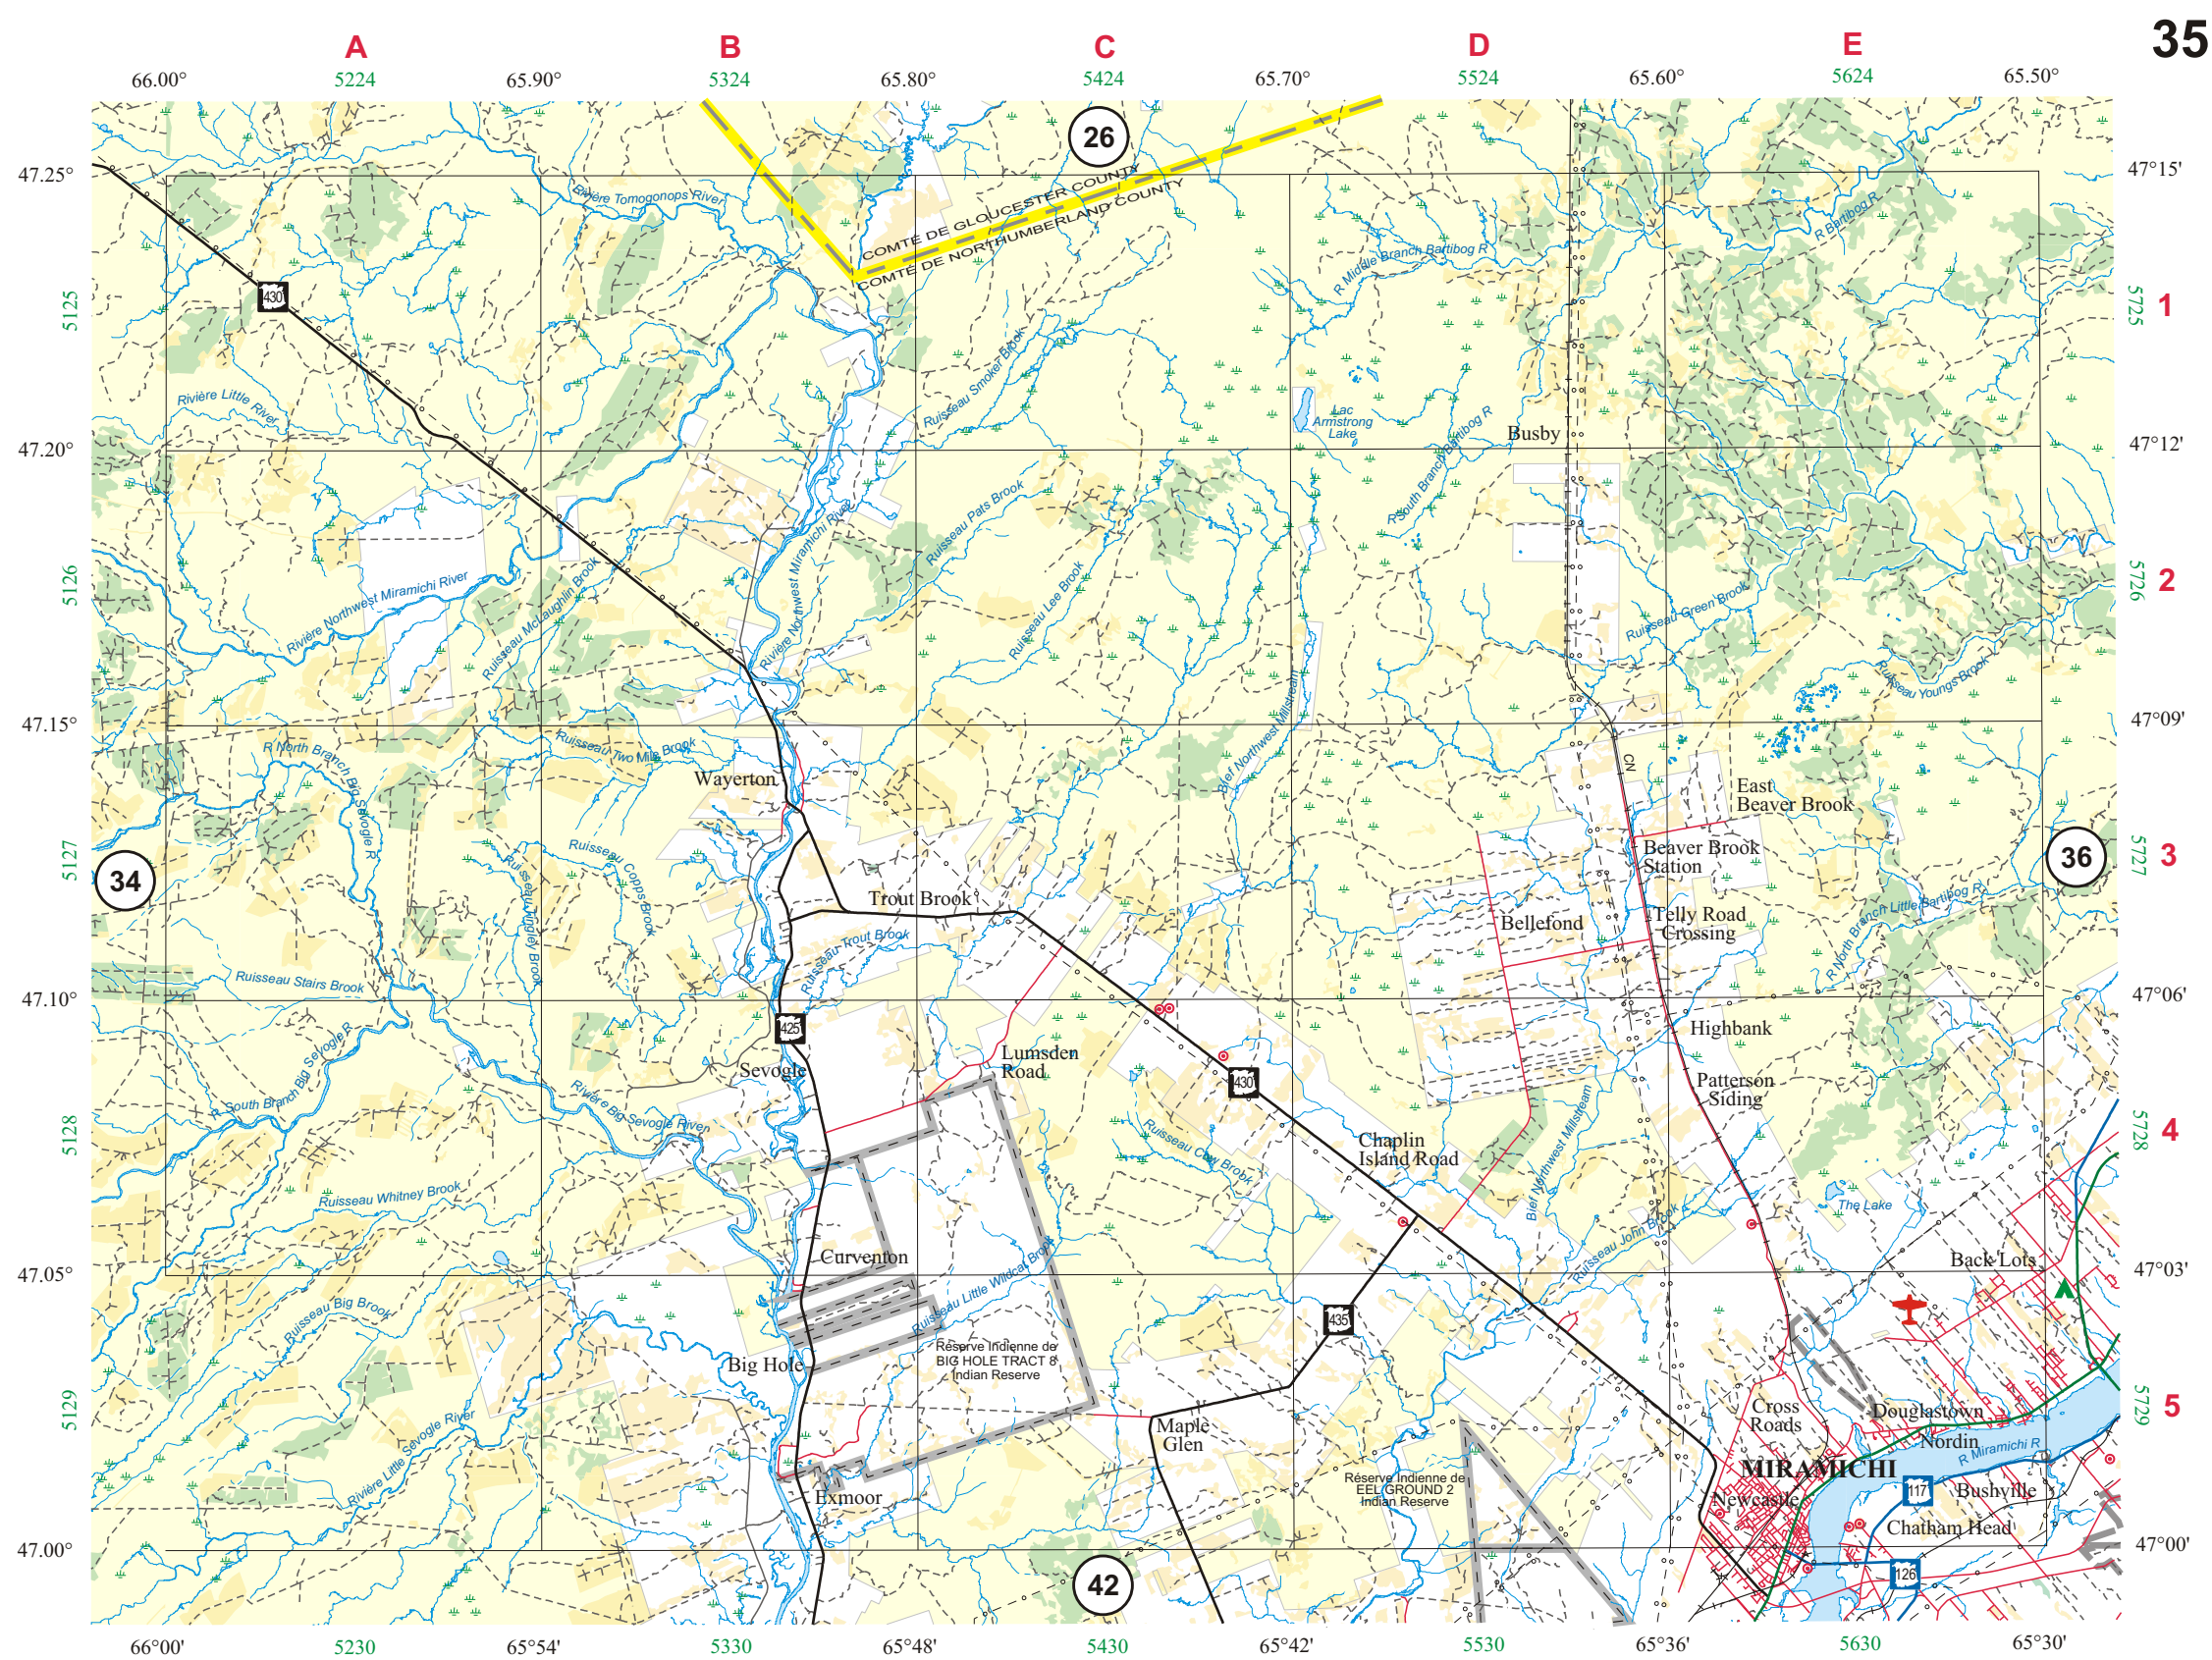 35
A B C D E
66.00° 5224 65.90° 5324 65.80° 5424 65.70° 5524 65.60° 5624 65.50°
26
47.25°
47°15'
Rivière Tomogonops River
R Bartibog R
COMTÉ DE GLOUCESTER COUNTY
COMTÉ DE NORTHUMBERLAND COUNTY
R Middle Branch Bartibog R
430
5125
5725
1
Ruisseau Smoker Brook
Rivière Little River
Lac
Armstrong
Lake
R South Branch Bartibog R
Busby
47.20°
47°12'
Ruisseau Pats Brook
Rivière Northwest Miramichi River
Rivière Northwest Miramichi River
Ruisseau McLaughlin Brook
Ruisseau Lee Brook
Ruisseau Green Brook
5126
5726
2
Ruisseau Youngs Brook
Bief Northwest Millstream
47.15°
47°09'
R North Branch Big Sevogle R
Ruisseau Two Mile Brook
CN
Wayerton
East
Beaver Brook
Ruisseau Copps Brook
Beaver Brook
Station
34
36
5127
5727
3
Trout Brook
Telly Road
Crossing
Bellefond
R North Branch Little Bartibog R
Ruisseau Trout Brook
Ruisseau Stairs Brook
47.10°
47°06'
425
Highbank
Lumsden
Road
Sevogle
430
Patterson
Siding
R South Branch Big Sevogle R
Rivière Big Sevogle River
5128
5728
4
Ruisseau Cow Brook
Chaplin
Island Road
Bief Northwest Millstream
Ruisseau Whitney Brook
The Lake
Ruisseau John Brook
Curventon
Back Lots
47.05°
47°03'
Ruisseau Little Wildcat Brook
Ruisseau Big Brook
435
Réserve Indienne de
BIG HOLE TRACT 8
Indian Reserve
Big Hole
5129
5729
5
Rivière Little Sevogle River
Maple
Glen
Cross
Roads
Douglastown
Nordin
R Miramichi R
MIRAMICHI
Réserve Indienne de
EEL GROUND 2
Indian Reserve
Exmoor
Newcastle
117
Bushville
Chatham Head
47.00°
47°00'
42
126
66°00' 5230 65°54' 5330 65°48' 5430 65°42' 5530 65°36' 5630 65°30'